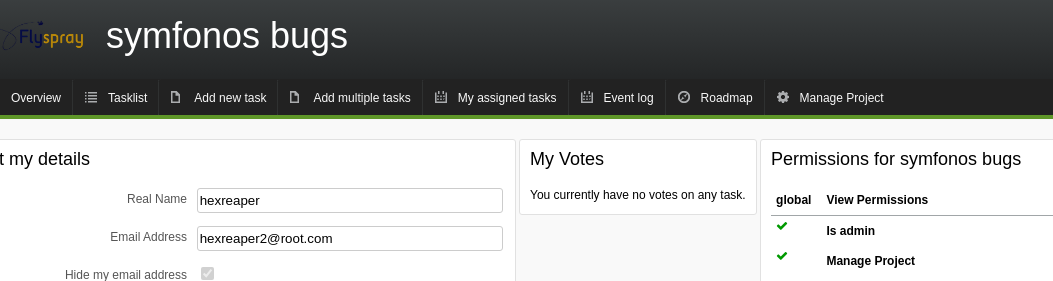 Flyspray symfonos bugs
Overview Tasklist Add new task Add multiple tasks My assigned tasks Event log Roadmap Manage Project
t my details
Real Name hexreaper
Email Address hexreaper2@root.com
Hide my email address
My Votes
You currently have no votes on any task.
Permissions for symfonos bugs
global View Permissions
Is admin
Manage Project